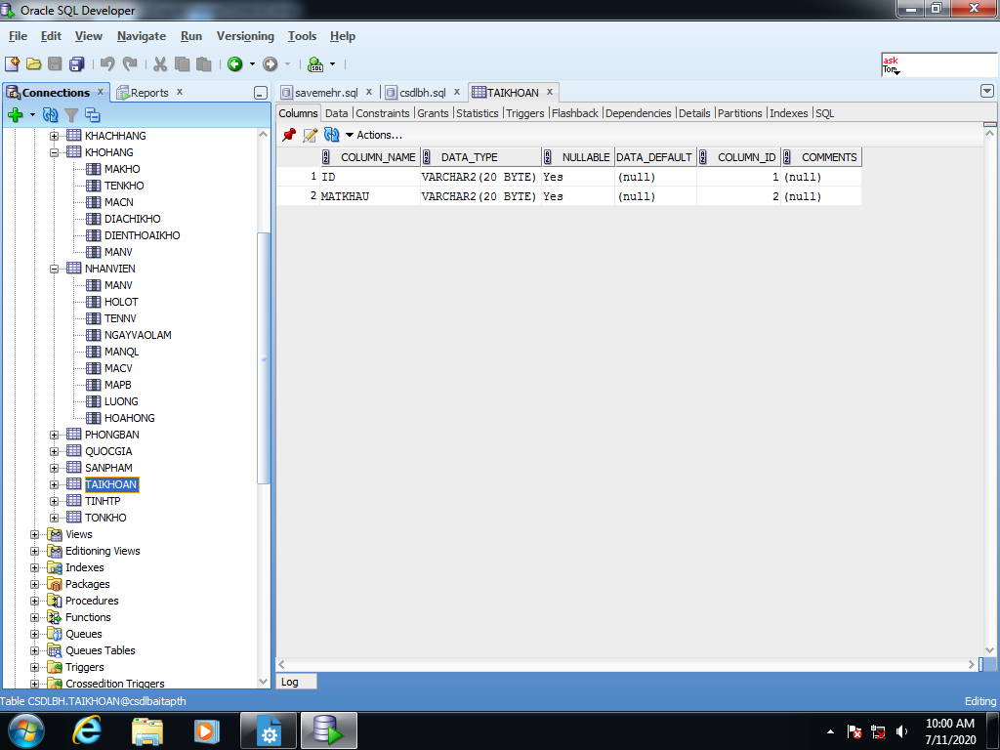 Oracle SQL Developer
File Edit View Navigate Run Versioning Tools Help
ask
Tom
Connections x Reports x
KHACHHANG
KHOHANG
MAKHO
TENKHO
MACN
DIACHIKHO
DIENTHOAIKHO
MANV
NHANVIEN
MANV
HOLOT
TENNV
NGAYVAOLAM
MANQL
MACV
MAPB
LUONG
HOAHONG
PHONGBAN
QUOCGIA
SANPHAM
TAIKHOAN
TINHTP
TONKHO
Views
Editioning Views
Indexes
Packages
Procedures
Functions
Queues
Queues Tables
Triggers
Crossedition Triggers
savemehr.sql x csdlbh.sql x TAIKHOAN x
Columns Data Constraints Grants Statistics Triggers Flashback Dependencies Details Partitions Indexes SQL
Actions...
COLUMN_NAME DATA_TYPE NULLABLE DATA_DEFAULT COLUMN_ID COMMENTS
1 ID VARCHAR2(20 BYTE) Yes (null) 1 (null)
2 MATKHAU VARCHAR2(20 BYTE) Yes (null) 2 (null)
Log
Table CSDLBH.TAIKHOAN@csdlbaitapth Editing
10:00 AM
7/11/2020